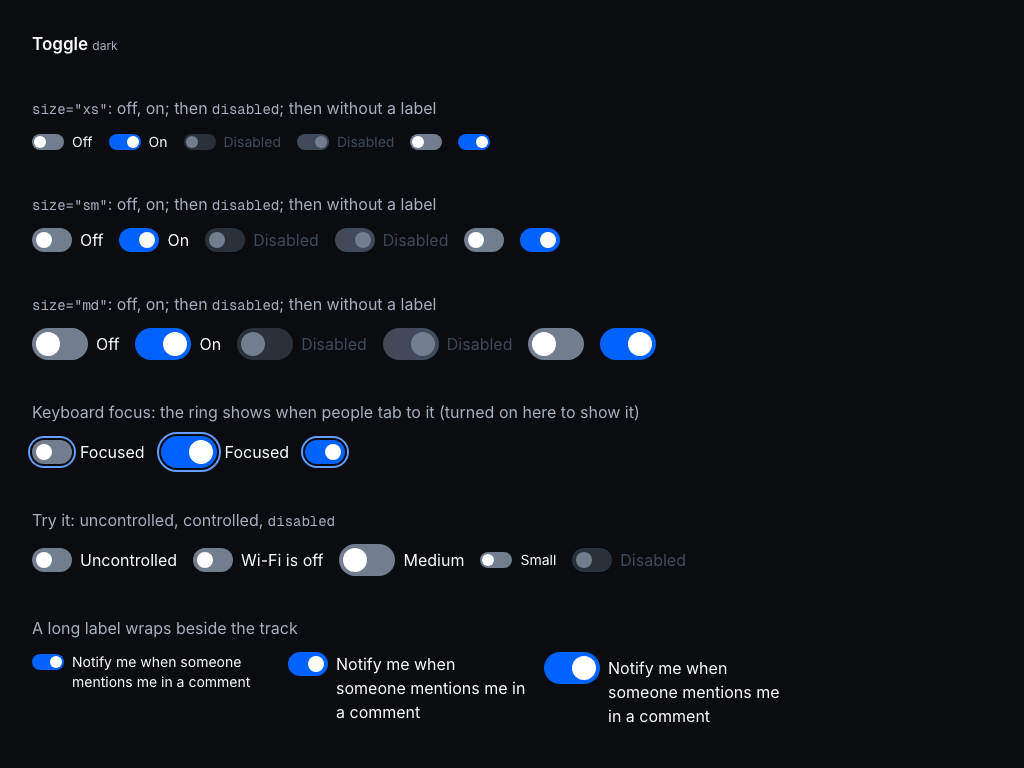 Toggle dark
size="xs": off, on; then disabled; then without a label
Off On Disabled Disabled
size="sm": off, on; then disabled; then without a label
Off On Disabled Disabled
size="md": off, on; then disabled; then without a label
Off On Disabled Disabled
Keyboard focus: the ring shows when people tab to it (turned on here to show it)
Focused Focused
Try it: uncontrolled, controlled, disabled
Uncontrolled Wi-Fi is off Medium Small Disabled
A long label wraps beside the track
Notify me when someone
mentions me in a comment
Notify me when
someone mentions me in
a comment
Notify me when
someone mentions me
in a comment